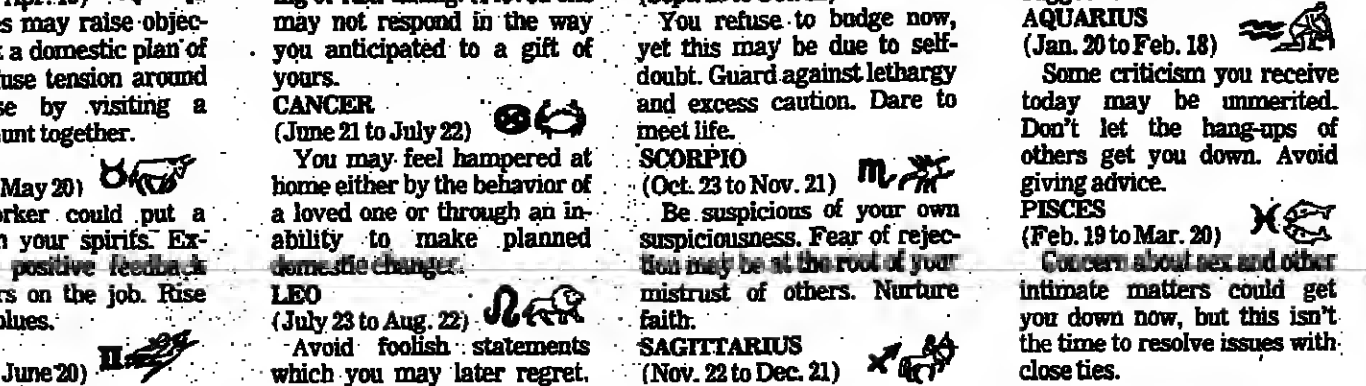 s may raise objec-
a domestic plan of
fuse tension around
se by visiting a
unt together.
May 20)
orker could put a
your spirits. Ex-
positive feedback
rs on the job. Rise
blues.
June 20)
may not respond in the way
you anticipated to a gift of
yours.
CANCER
(June 21 to July 22)
You may feel hampered at
home either by the behavior of
a loved one or through an in-
ability to make planned
domestic changer.
LEO
(July 23 to Aug. 22)
Avoid foolish statements
which you may later regret.
You refuse to budge now,
yet this may be due to self-
doubt. Guard against lethargy
and excess caution. Dare to
meet life.
SCORPIO
(Oct. 23 to Nov. 21)
Be suspicious of your own
suspiciousness. Fear of rejec-
tion may be at the root of your
mistrust of others. Nurture
faith.
SAGITTARIUS
(Nov. 22 to Dec. 21)
AQUARIUS
(Jan. 20 to Feb. 18)
Some criticism you receive
today may be unmerited.
Don't let the hang-ups of
others get you down. Avoid
giving advice.
PISCES
(Feb. 19 to Mar. 20)
Concern about sex and other
intimate matters could get
you down now, but this isn't
the time to resolve issues with
close ties.